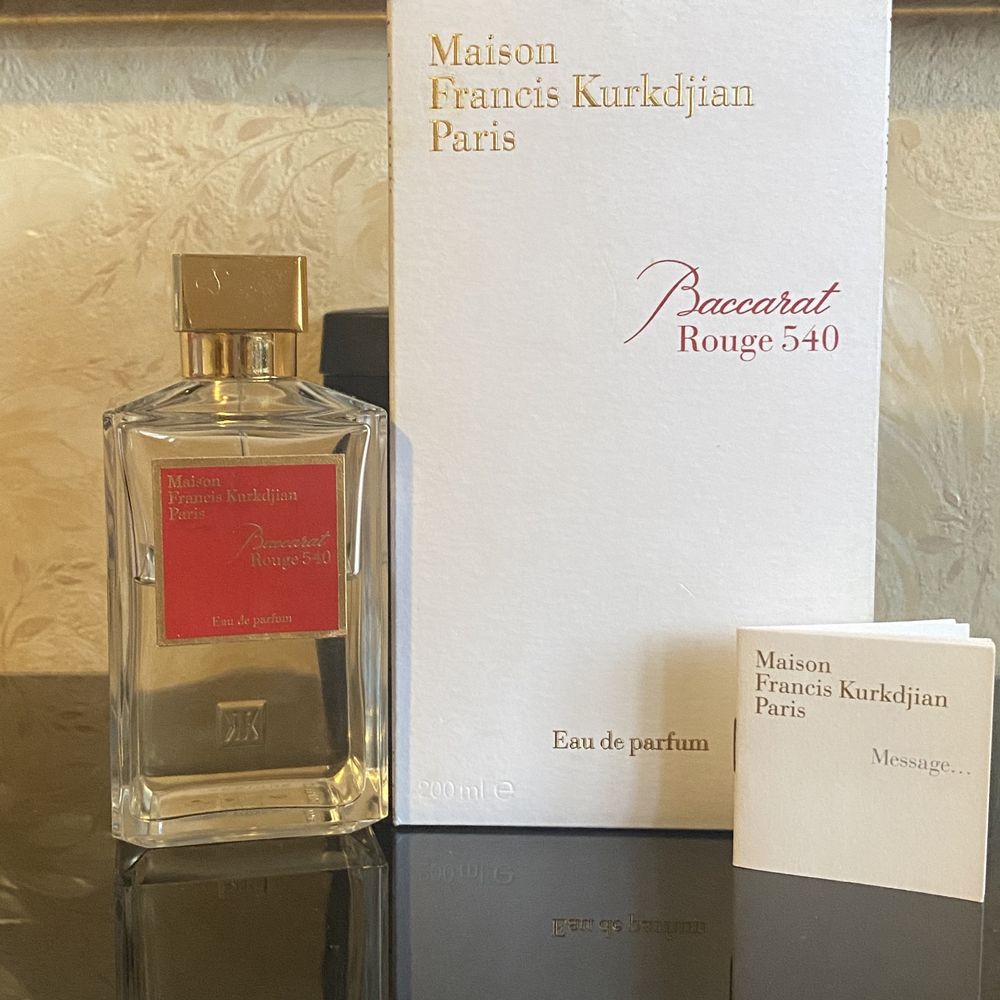 Maison
Francis Kurkdjian
Paris
Baccarat
Rouge 540
Eau de parfum
200 ml e
Maison
Francis Kurkdjian
Paris
Baccarat
Rouge 540
Eau de parfum
Maison
Francis Kurkdjian
Paris
Message...